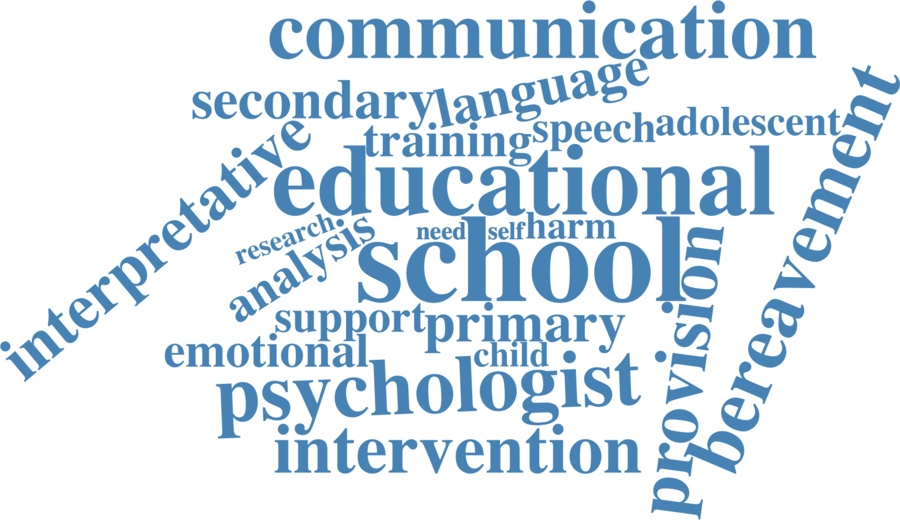 communication
secondary language
training speech adolescent
interpretative
educational
bereavement
research
analysis
need self harm
school
provision
support primary
emotional child
psychologist
intervention